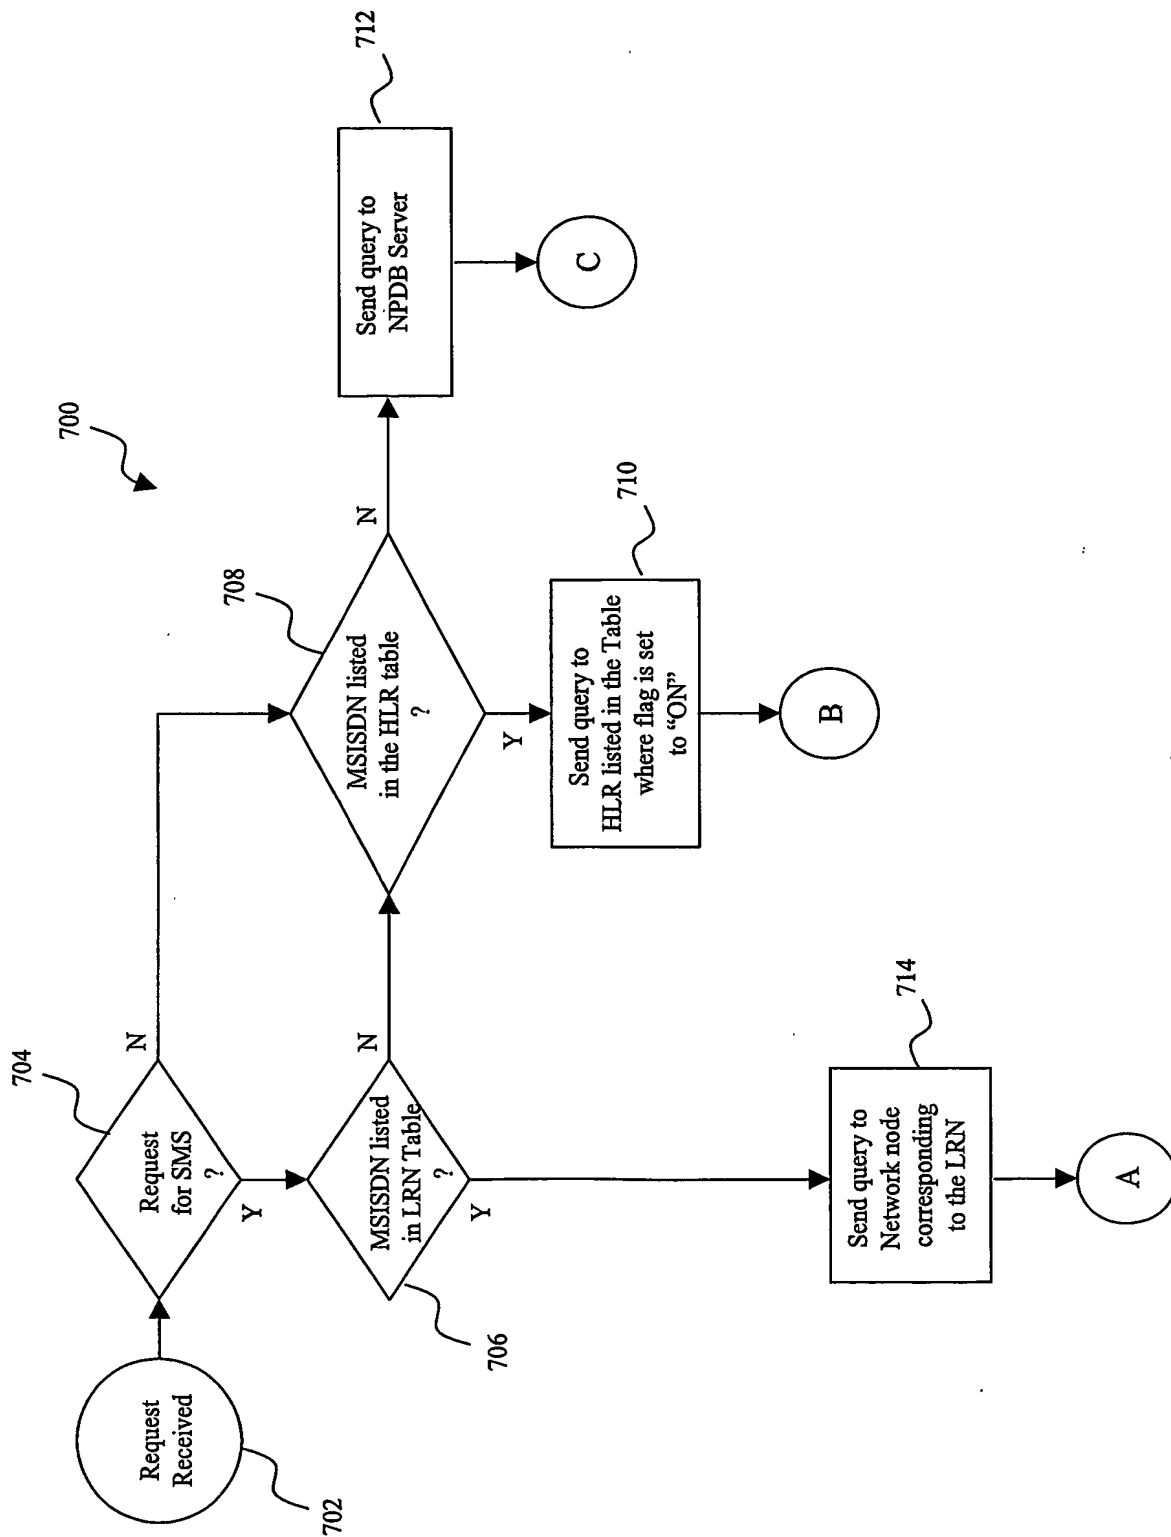 700
702
Request
Received
704
Request
for SMS
?
N
Y
706
MSISDN listed
in LRN Table
?
N
Y
708
MSISDN listed
in the HLR table
?
N
Y
712
Send query to
NPDB Server
C
710
Send query to
HLR listed in the Table
where flag is set
to “ON”
B
714
Send query to
Network node
corresponding
to the LRN
A